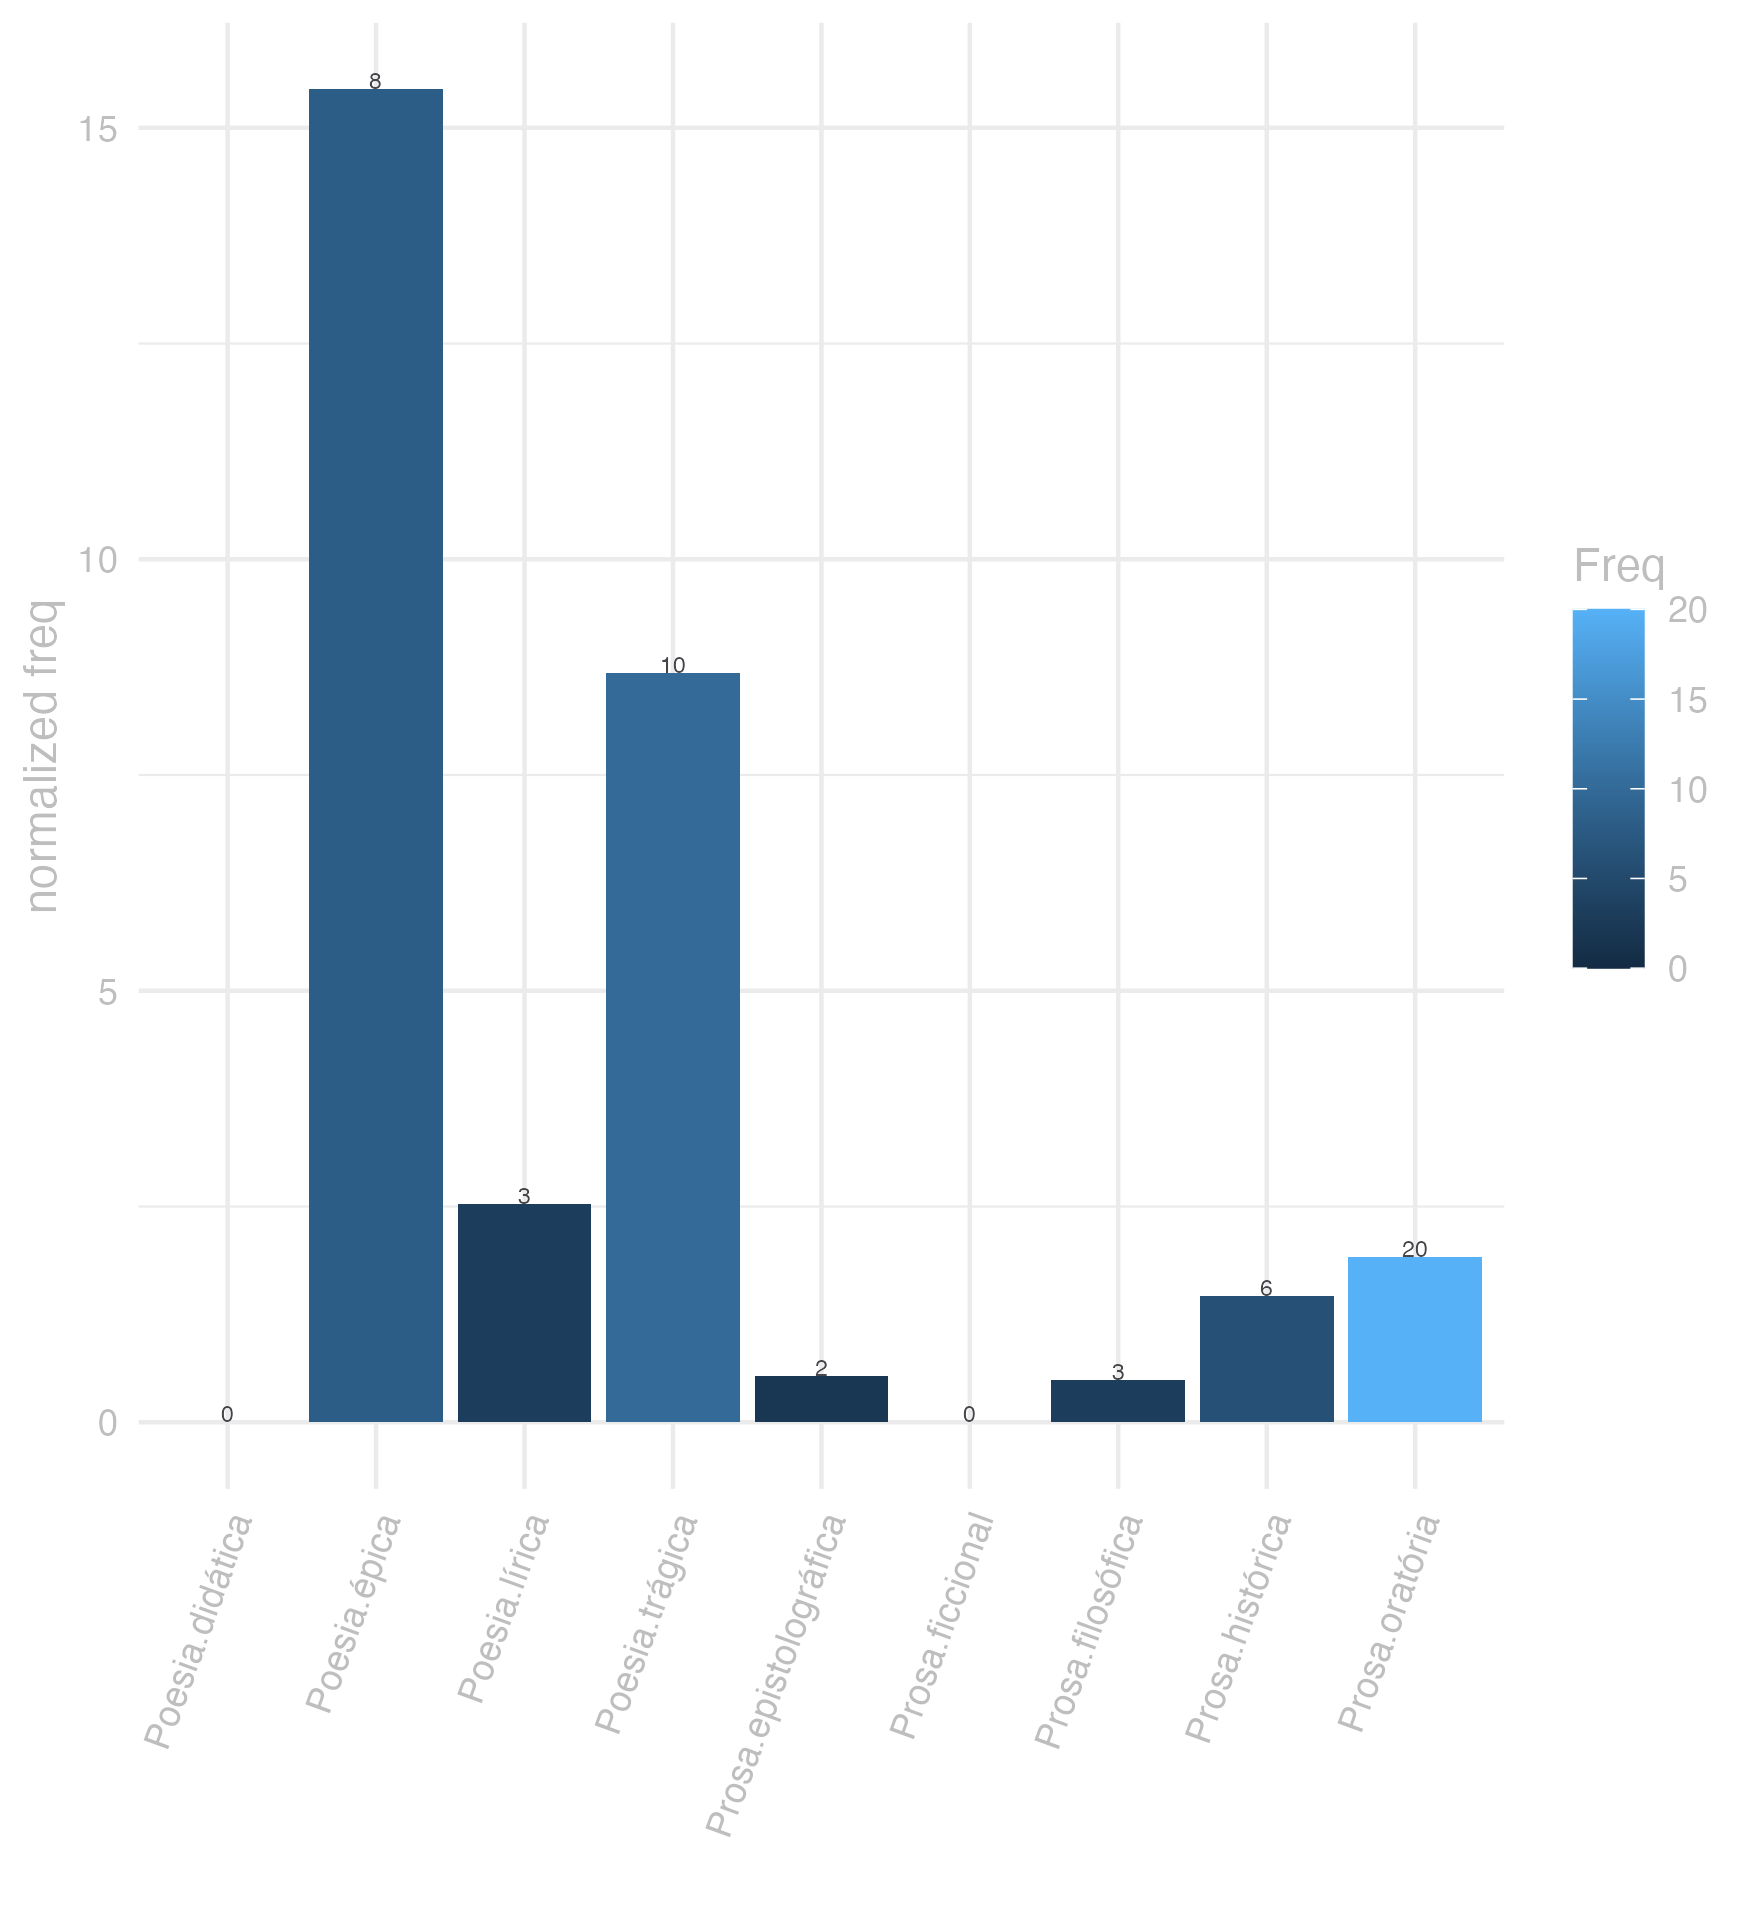 normalized freq
15
10
5
0
0
8
3
10
2
0
3
6
20
Poesia.didática
Poesia.épica
Poesia.lírica
Poesia.trágica
Prosa.epistolográfica
Prosa.ficcional
Prosa.filosófica
Prosa.histórica
Prosa.oratória
Freq
20
15
10
5
0